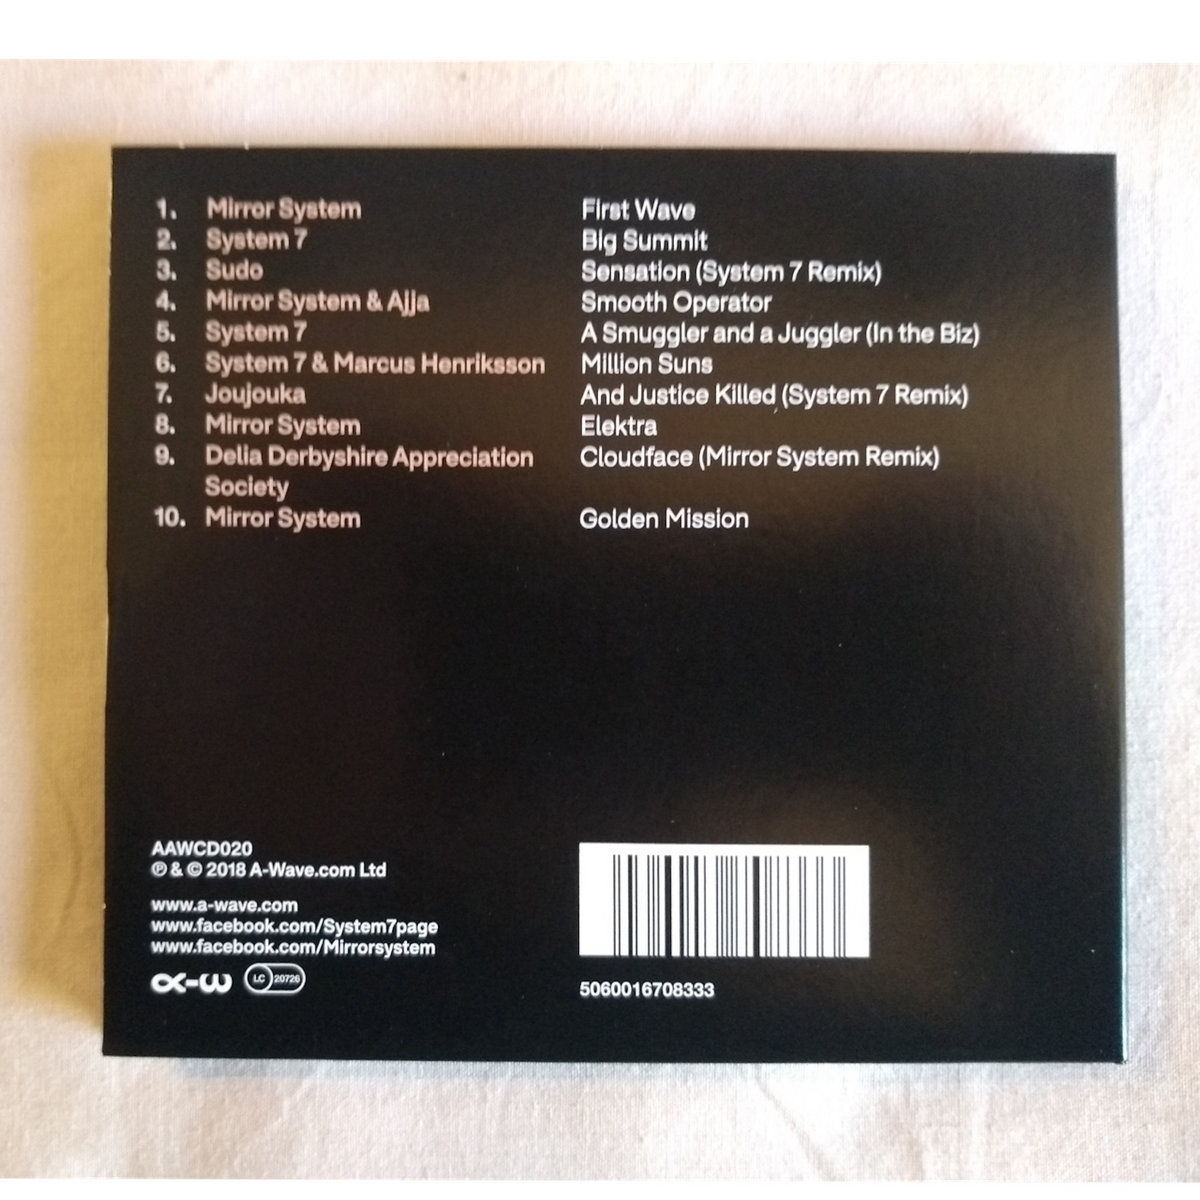 1. Mirror System First Wave
2. System 7 Big Summit
3. Sudo Sensation (System 7 Remix)
4. Mirror System & Ajja Smooth Operator
5. System 7 A Smuggler and a Juggler (In the Biz)
6. System 7 & Marcus Henriksson Million Suns
7. Joujouka And Justice Killed (System 7 Remix)
8. Mirror System Elektra
9. Delia Derbyshire Appreciation Cloudface (Mirror System Remix)
Society
10. Mirror System Golden Mission
AAWCD020
℗ & © 2018 A-Wave.com Ltd
www.a-wave.com
www.facebook.com/System7page
www.facebook.com/Mirrorsystem
α-ω LC 20726
5060016708333